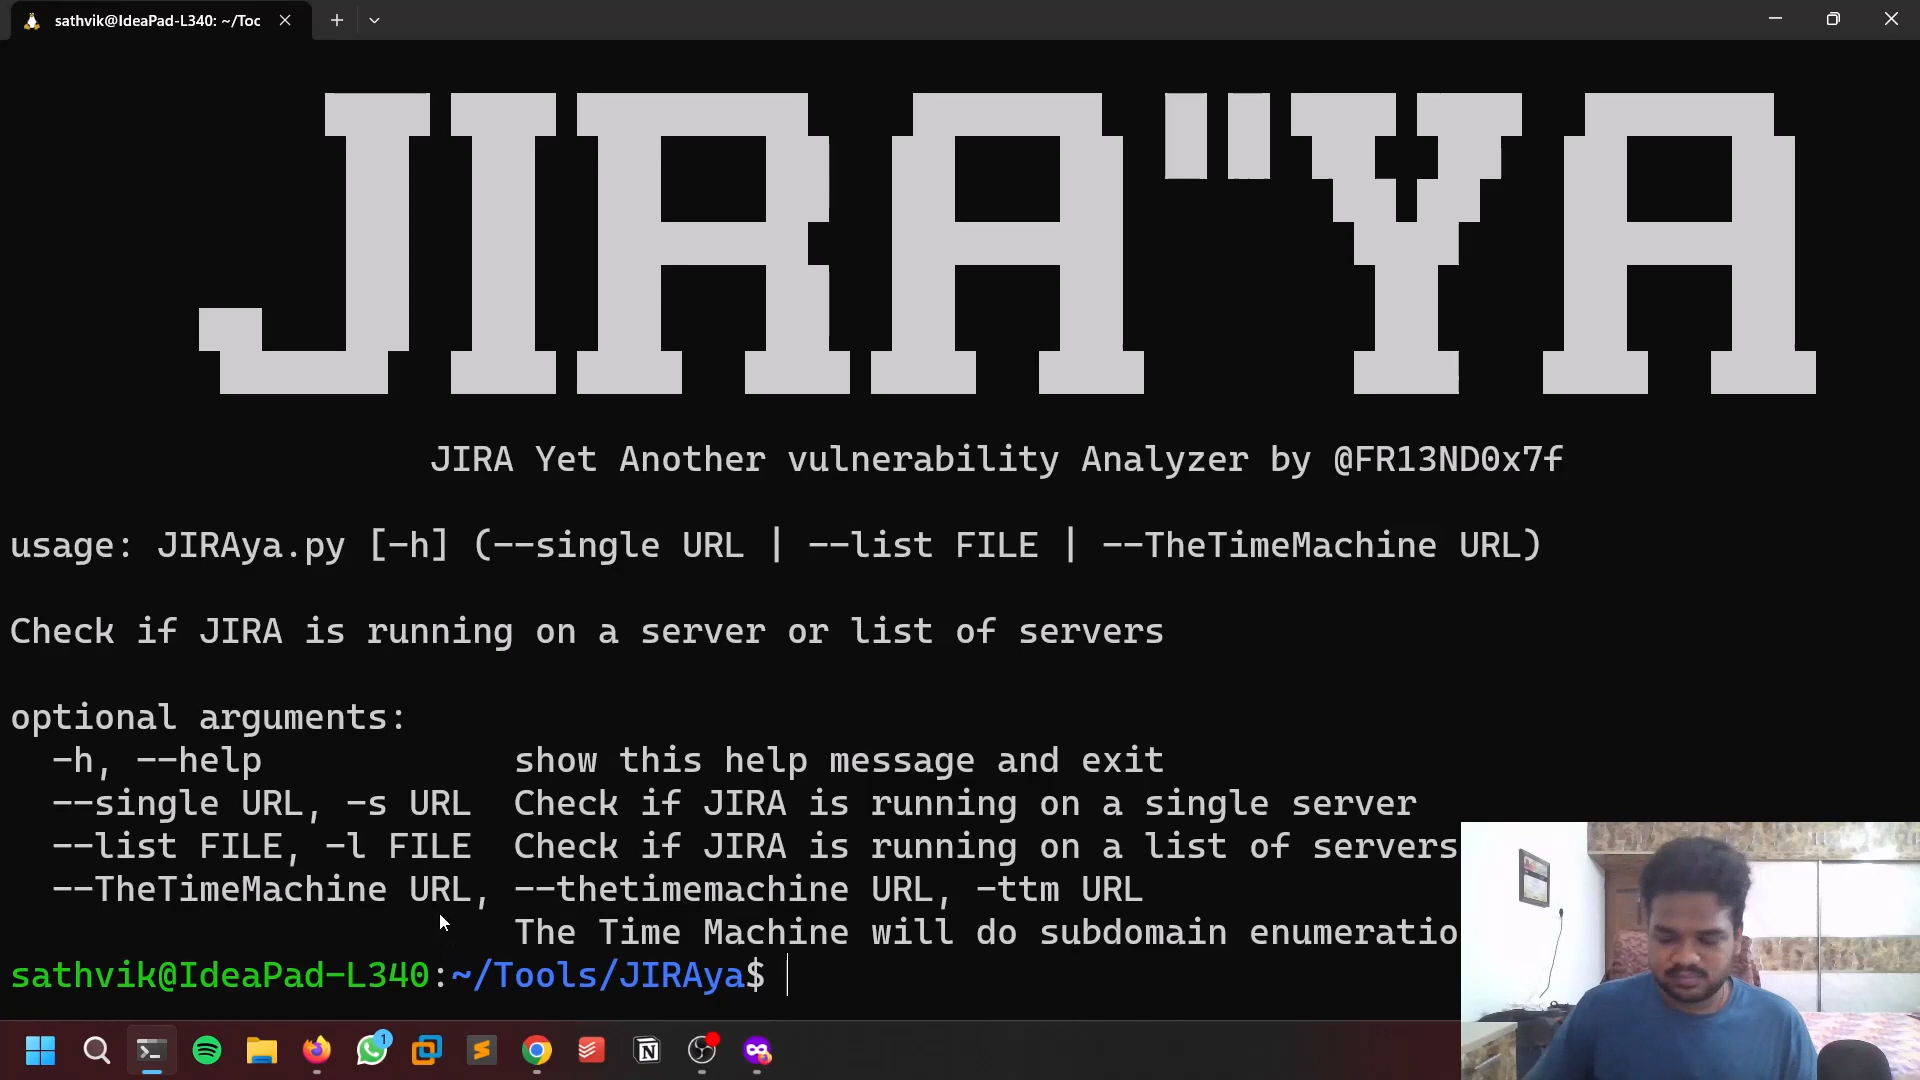 sathvik@IdeaPad-L340: ~/Toc
JIRA"YA
JIRA Yet Another vulnerability Analyzer by @FR13ND0x7f
usage: JIRAya.py [-h] (--single URL | --list FILE | --TheTimeMachine URL)
Check if JIRA is running on a server or list of servers
optional arguments:
-h, --help show this help message and exit
--single URL, -s URL Check if JIRA is running on a single server
--list FILE, -l FILE Check if JIRA is running on a list of servers
--TheTimeMachine URL, --thetimemachine URL, -ttm URL
The Time Machine will do subdomain enumeratio
sathvik@IdeaPad-L340:~/Tools/JIRAya$
1